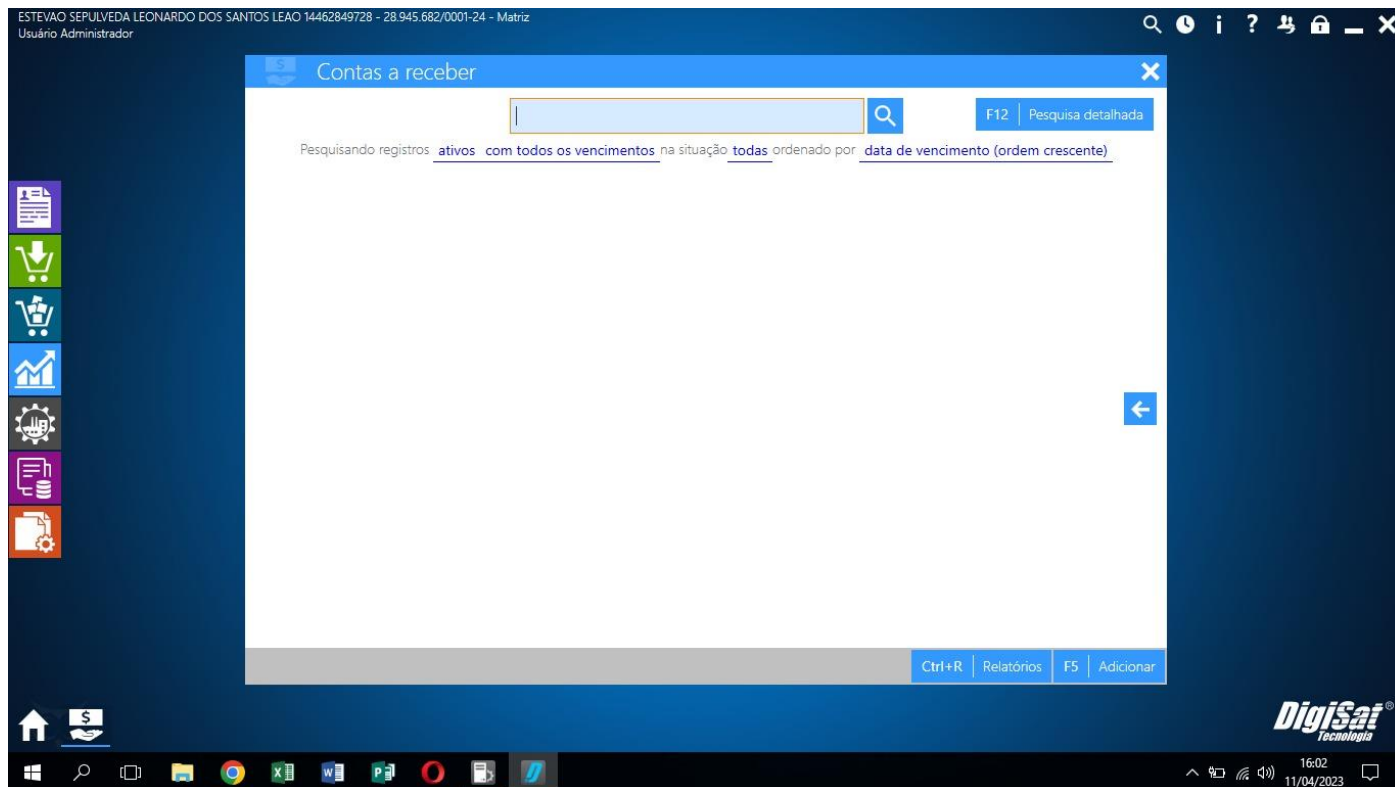 ESTEVAO SEPULVEDA LEONARDO DOS SANTOS LEAO 14462849728 - 28.945.682/0001-24 - Matriz
Usuário Administrador
Contas a receber
F12 Pesquisa detalhada
Pesquisando registros ativos com todos os vencimentos na situação todas ordenado por data de vencimento (ordem crescente)
Ctrl+R Relatórios F5 Adicionar
DigiSat®
Tecnologia
16:02
11/04/2023